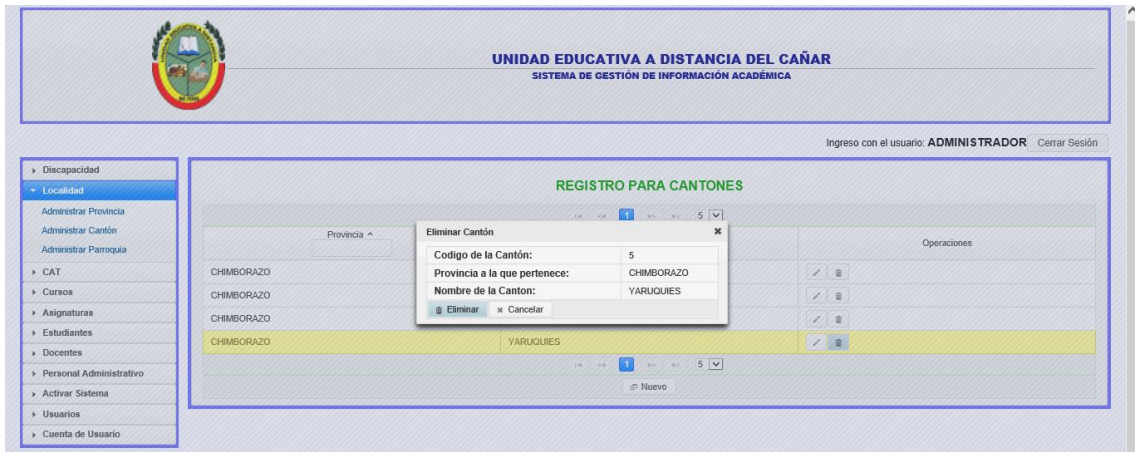 UNIDAD EDUCATIVA A DISTANCIA DEL CAÑAR
SISTEMA DE GESTIÓN DE INFORMACIÓN ACADÉMICA
Ingreso con el usuario: ADMINISTRADOR Cerrar Sesión
Discapacidad
Localidad
Administrar Provincia
Administrar Cantón
Administrar Parroquia
CAT
Cursos
Asignaturas
Estudiantes
Docentes
Personal Administrativo
Activar Sistema
Usuarios
Cuenta de Usuario
REGISTRO PARA CANTONES
1 5
Provincia
Operaciones
CHIMBORAZO
CHIMBORAZO
CHIMBORAZO
CHIMBORAZO YARUQUIES
1 5
Nuevo
Eliminar Cantón
Codigo de la Cantón: 5
Provincia a la que pertenece: CHIMBORAZO
Nombre de la Canton: YARUQUIES
Eliminar Cancelar